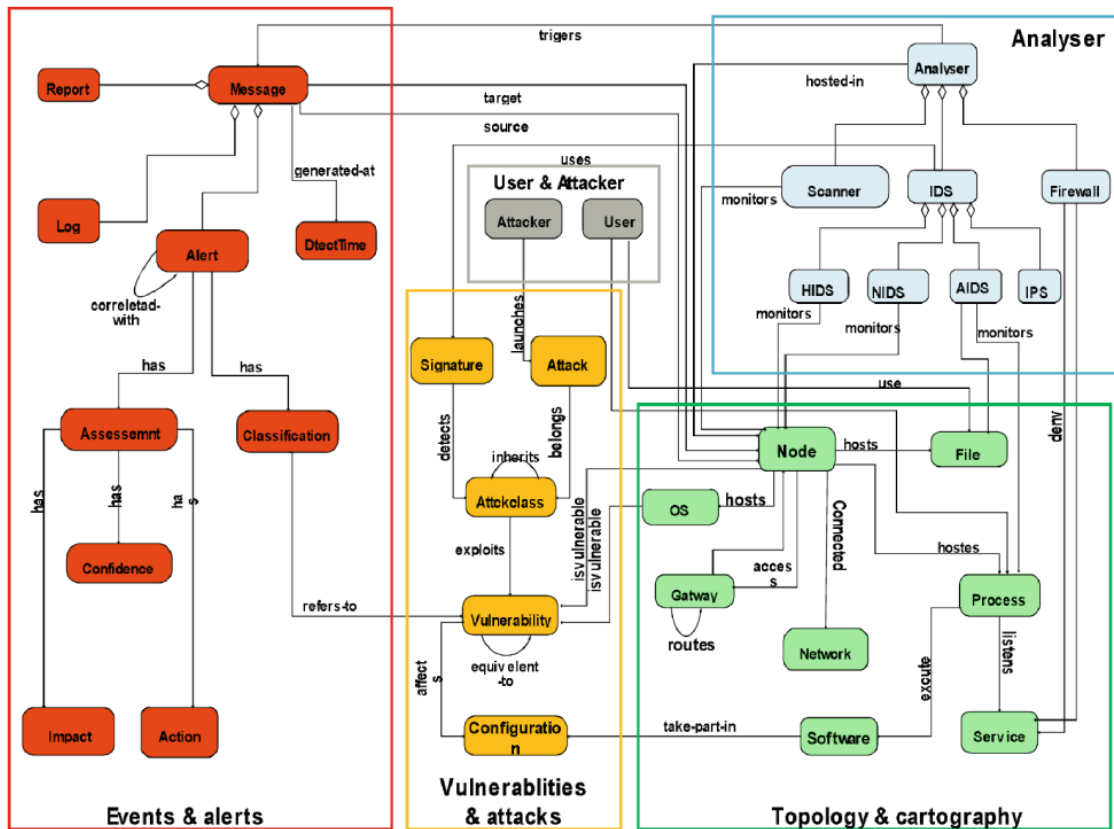 trigers
Analyser
Analyser
hosted-in
Report
Message
target
source
uses
generated-at
User & Attacker
Attacker
User
monitors
Scanner
IDS
Firewall
Log
Alert
DtectTime
correletad-
with
HIDS
NIDS
AIDS
IPS
monitors
monitors
monitors
launches
Signature
Attack
has
has
use
denv
Assessemnt
Classification
detects
belongs
Node
hosts
File
inherits
Attckclass
OS
hosts
Connected
has
has
ha
s
exploits
isv ulnerable
isv ulnerable
hostes
Confidence
acces
s
Gatway
Process
refers-to
Vulnerability
routes
Network
listens
equiv elent
-to
affect
s
excute
Impact
Action
Configuratio
n
take-part-in
Software
Service
Events & alerts
Vulnerablities
& attacks
Topology & cartography